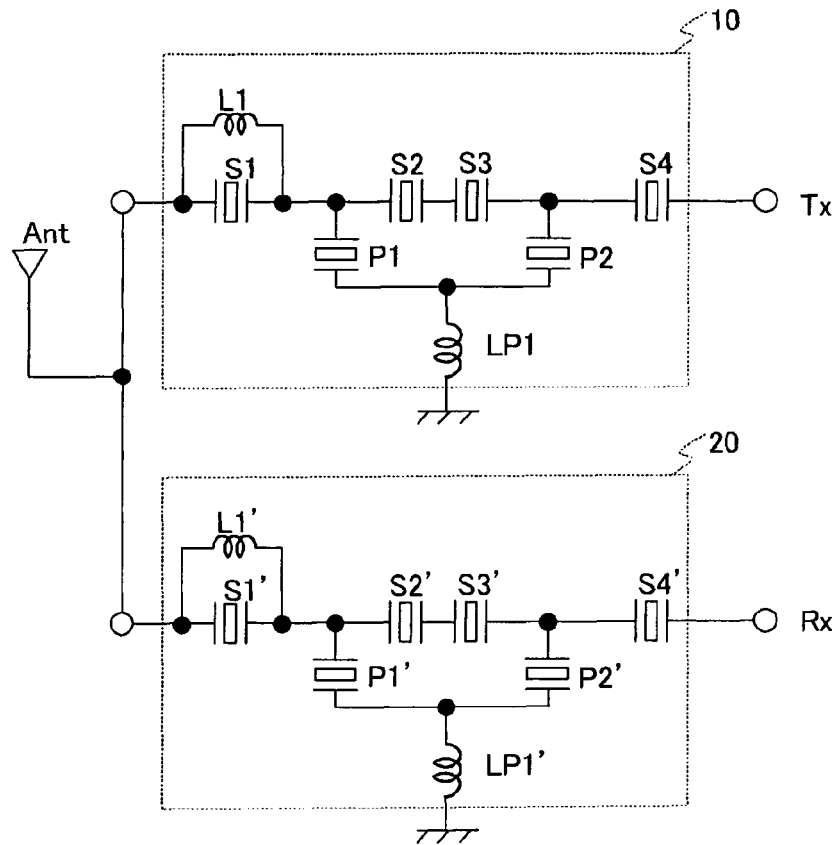 10
L1
S1 S2 S3 S4
Tx
Ant
P1 P2
LP1
20
L1’
S1’ S2’ S3’ S4’
Rx
P1’ P2’
LP1’